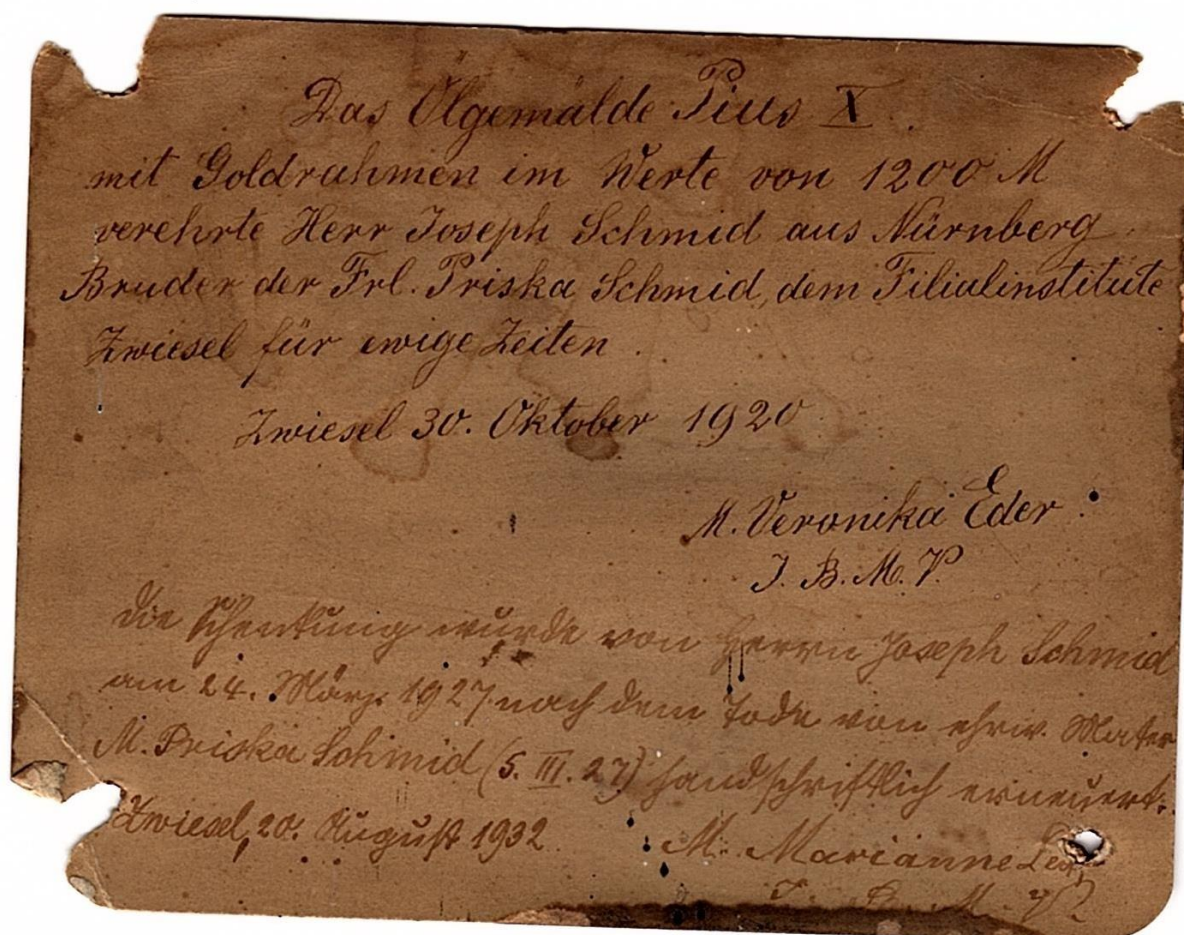 Das Ölgemälde Pius X.
mit Goldrahmen im Werte von 1200 M
verehrte Herr Joseph Schmid aus Nürnberg,
Bruder der Frl. Priska Schmid, dem Filialinstitute
Zwiesel für ewige Zeiten.
Zwiesel 30. Oktober 1920
M. Veronika Eder.
I. B. M. V.
Die Schenkung wurde von Herrn Joseph Schmid
am 24. März 1927 nach dem Tode von ehrw. Mater
M. Priska Schmid (5. III. 27) handschriftlich erneuert.
Zwiesel, 20. August 1932.
M. Marianne
I. B. M. V.